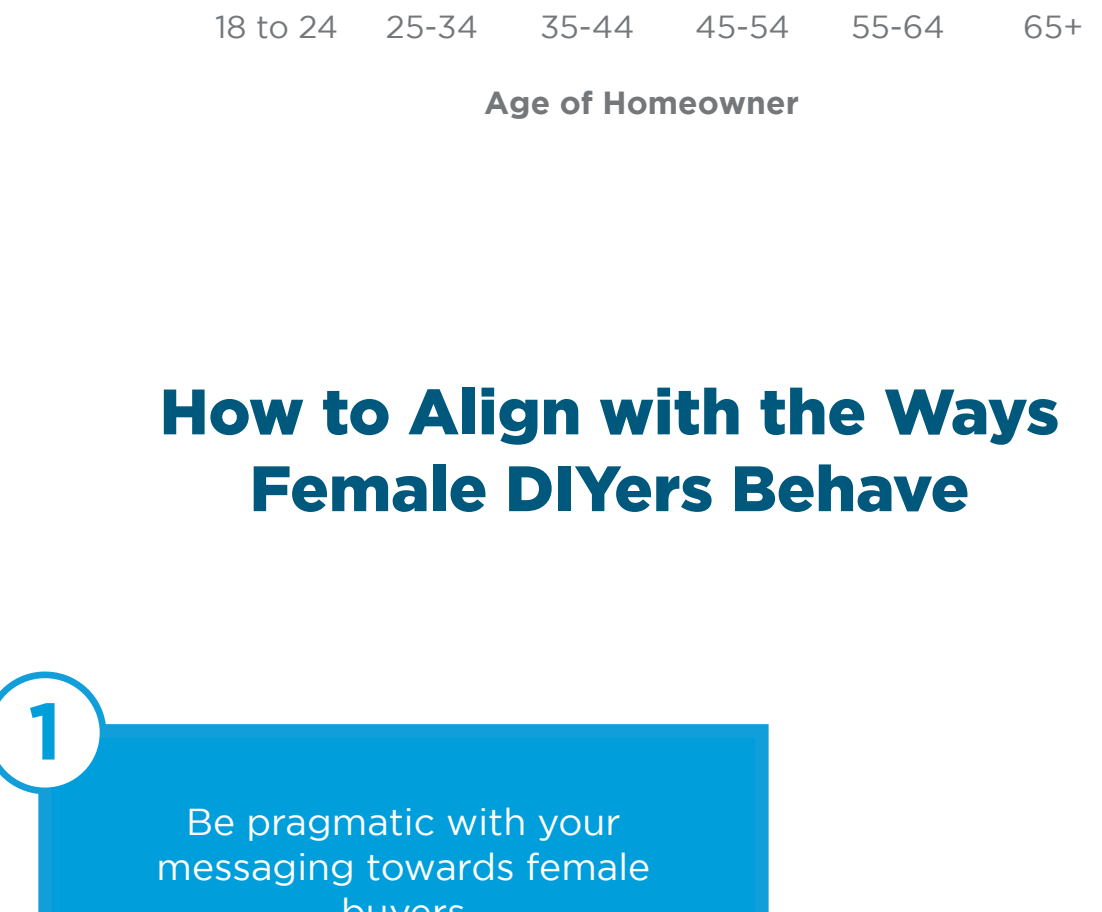 18 to 24 25-34 35-44 45-54 55-64 65+
Age of Homeowner
How to Align with the Ways
Female DIYers Behave
1
Be pragmatic with your
messaging towards female
buyers